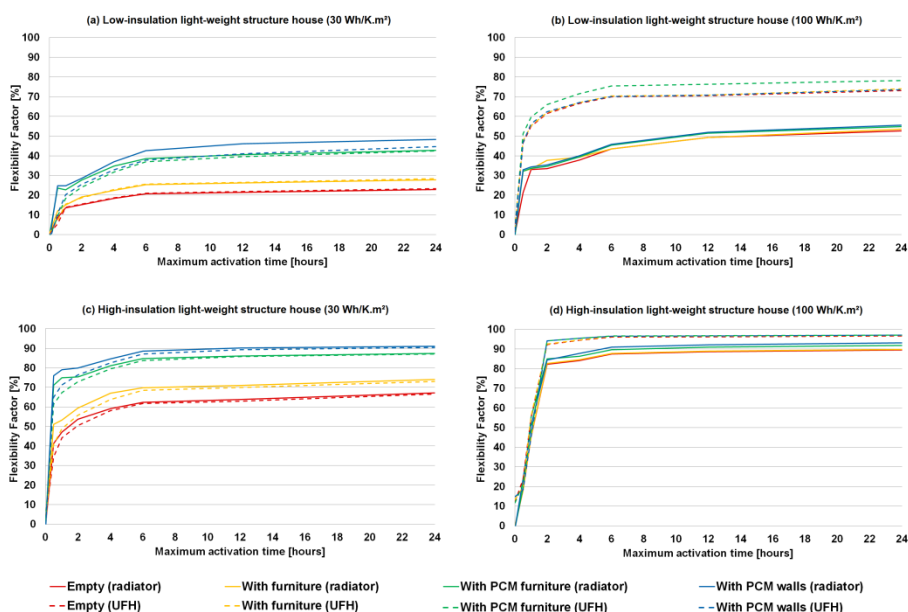 (a) Low-insulation light-weight structure house (30 Wh/K.m²)
Flexibility Factor [%]
100
90
80
70
60
50
40
30
20
10
0
0 2 4 6 8 10 12 14 16 18 20 22 24
Maximum activation time [hours]
(b) Low-insulation light-weight structure house (100 Wh/K.m²)
Flexibility Factor [%]
100
90
80
70
60
50
40
30
20
10
0
0 2 4 6 8 10 12 14 16 18 20 22 24
Maximum activation time [hours]
(c) High-insulation light-weight structure house (30 Wh/K.m²)
Flexibility Factor [%]
100
90
80
70
60
50
40
30
20
10
0
0 2 4 6 8 10 12 14 16 18 20 22 24
Maximum activation time [hours]
(d) High-insulation light-weight structure house (100 Wh/K.m²)
Flexibility Factor [%]
100
90
80
70
60
50
40
30
20
10
0
0 2 4 6 8 10 12 14 16 18 20 22 24
Maximum activation time [hours]
Empty (radiator) With furniture (radiator) With PCM furniture (radiator) With PCM walls (radiator)
Empty (UFH) With furniture (UFH) With PCM furniture (UFH) With PCM walls (UFH)